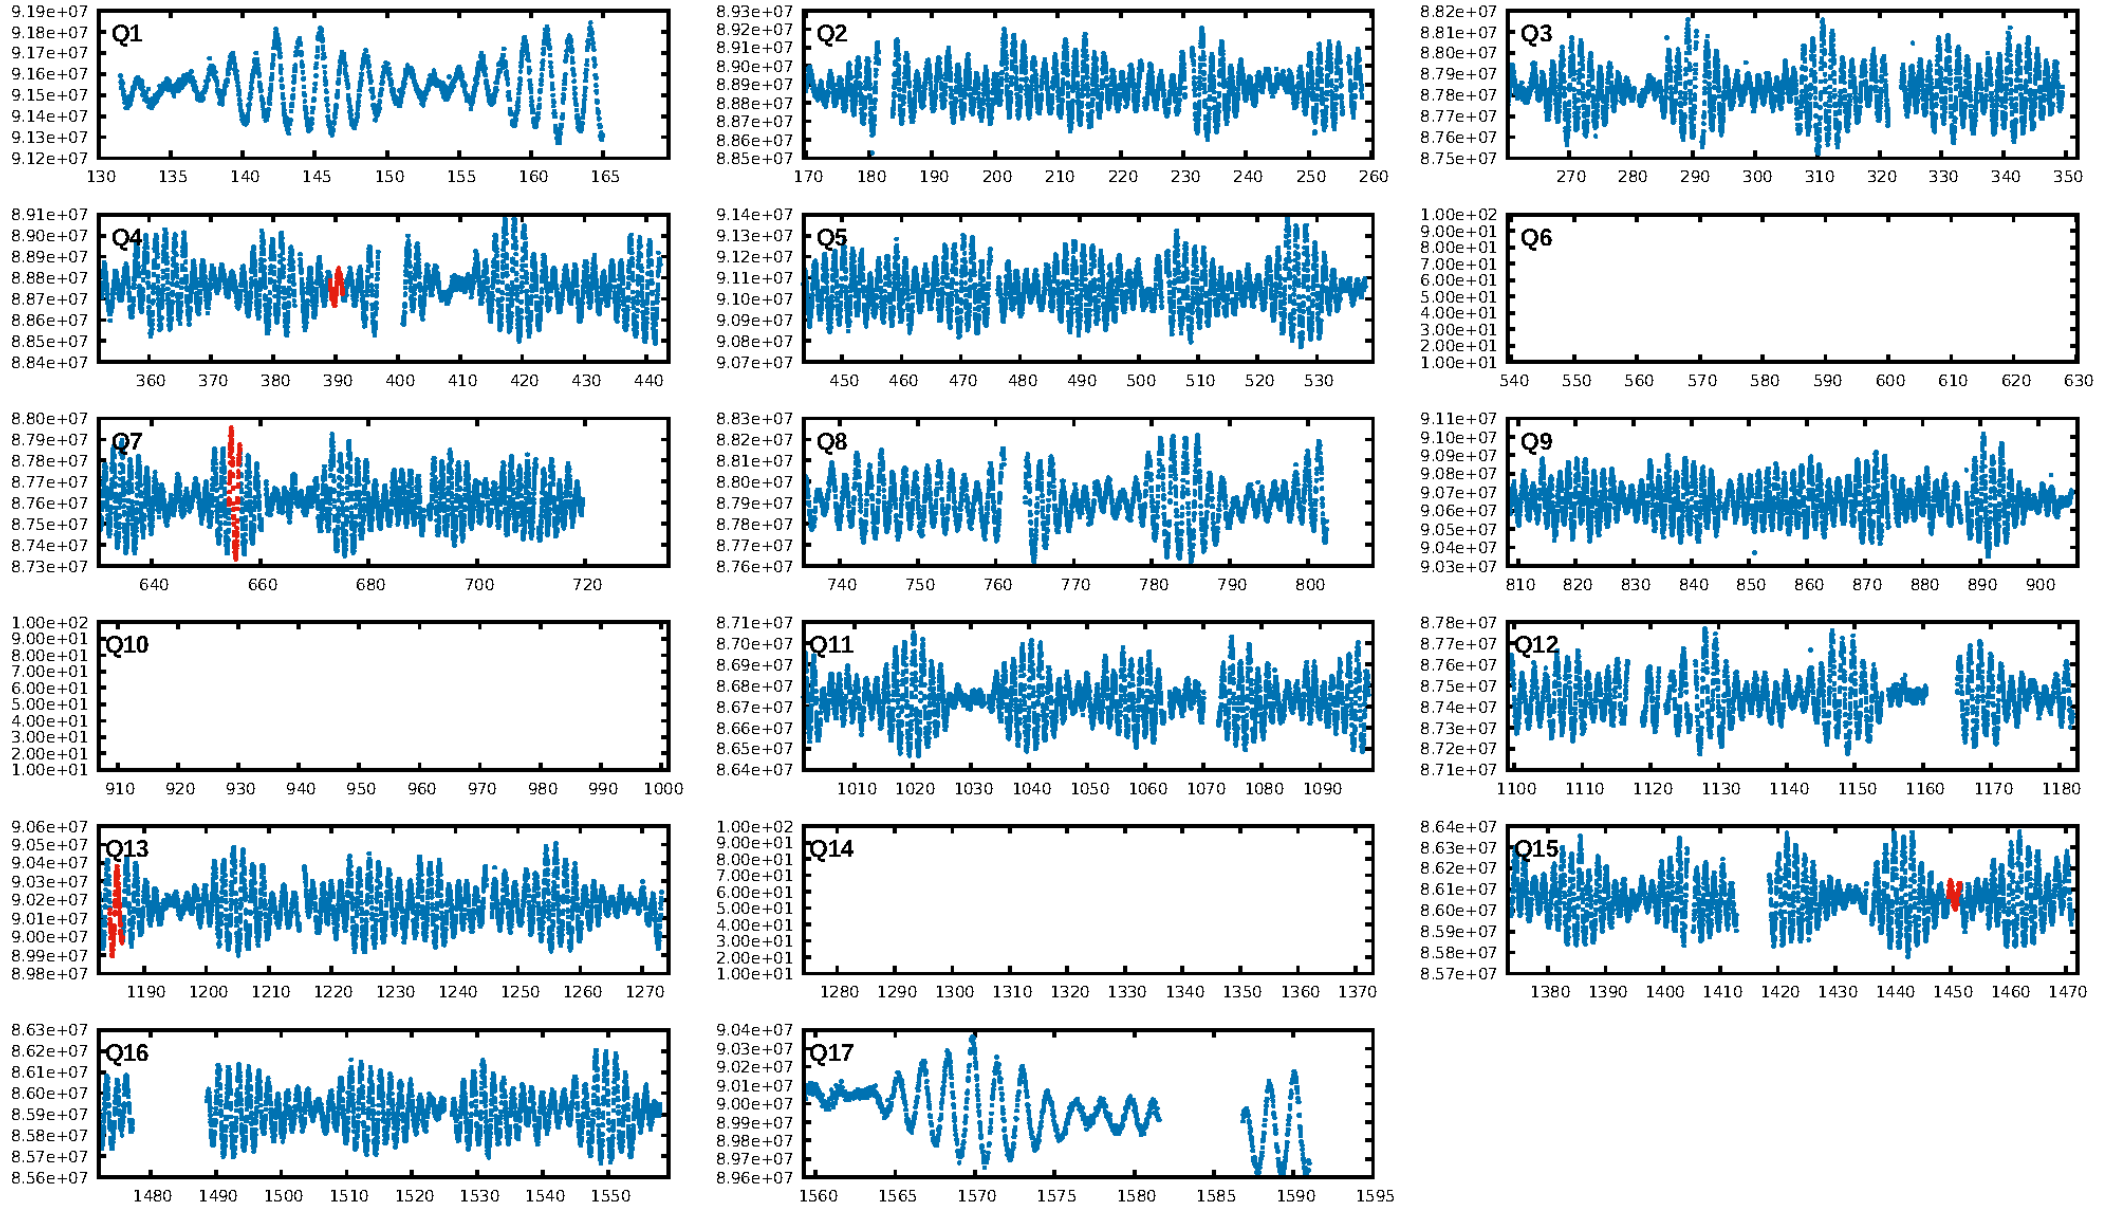 9.19e+07 9.18e+07 9.17e+07 9.16e+07 9.15e+07 9.14e+07 9.13e+07 9.12e+07
Q1
130 135 140 145 150 155 160 165
8.93e+07 8.92e+07 8.91e+07 8.90e+07 8.89e+07 8.88e+07 8.87e+07 8.86e+07 8.85e+07
Q2
170 180 190 200 210 220 230 240 250 260
8.82e+07 8.81e+07 8.80e+07 8.79e+07 8.78e+07 8.77e+07 8.76e+07 8.75e+07
Q3
270 280 290 300 310 320 330 340 350
8.91e+07 8.90e+07 8.89e+07 8.88e+07 8.87e+07 8.86e+07 8.85e+07 8.84e+07
Q4
360 370 380 390 400 410 420 430 440
9.14e+07 9.13e+07 9.12e+07 9.11e+07 9.10e+07 9.09e+07 9.08e+07 9.07e+07
Q5
450 460 470 480 490 500 510 520 530
1.00e+02 9.00e+01 8.00e+01 7.00e+01 6.00e+01 5.00e+01 4.00e+01 3.00e+01 2.00e+01 1.00e+01
Q6
540 550 560 570 580 590 600 610 620 630
8.80e+07 8.79e+07 8.78e+07 8.77e+07 8.76e+07 8.75e+07 8.74e+07 8.73e+07
Q7
640 660 680 700 720
8.83e+07 8.82e+07 8.81e+07 8.80e+07 8.79e+07 8.78e+07 8.77e+07 8.76e+07
Q8
740 750 760 770 780 790 800
9.11e+07 9.10e+07 9.09e+07 9.08e+07 9.07e+07 9.06e+07 9.05e+07 9.04e+07 9.03e+07
Q9
810 820 830 840 850 860 870 880 890 900
1.00e+02 9.00e+01 8.00e+01 7.00e+01 6.00e+01 5.00e+01 4.00e+01 3.00e+01 2.00e+01 1.00e+01
Q10
910 920 930 940 950 960 970 980 990 1000
8.71e+07 8.70e+07 8.69e+07 8.68e+07 8.67e+07 8.66e+07 8.65e+07 8.64e+07
Q11
1010 1020 1030 1040 1050 1060 1070 1080 1090
8.78e+07 8.77e+07 8.76e+07 8.75e+07 8.74e+07 8.73e+07 8.72e+07 8.71e+07
Q12
1100 1110 1120 1130 1140 1150 1160 1170 1180
9.06e+07 9.05e+07 9.04e+07 9.03e+07 9.02e+07 9.01e+07 9.00e+07 8.99e+07 8.98e+07
Q13
1190 1200 1210 1220 1230 1240 1250 1260 1270
1.00e+02 9.00e+01 8.00e+01 7.00e+01 6.00e+01 5.00e+01 4.00e+01 3.00e+01 2.00e+01 1.00e+01
Q14
1280 1290 1300 1310 1320 1330 1340 1350 1360 1370
8.64e+07 8.63e+07 8.62e+07 8.61e+07 8.60e+07 8.59e+07 8.58e+07 8.57e+07
Q15
1380 1390 1400 1410 1420 1430 1440 1450 1460 1470
8.63e+07 8.62e+07 8.61e+07 8.60e+07 8.59e+07 8.58e+07 8.57e+07 8.56e+07
Q16
1480 1490 1500 1510 1520 1530 1540 1550
9.04e+07 9.03e+07 9.02e+07 9.01e+07 9.00e+07 8.99e+07 8.98e+07 8.97e+07 8.96e+07
Q17
1560 1565 1570 1575 1580 1585 1590 1595